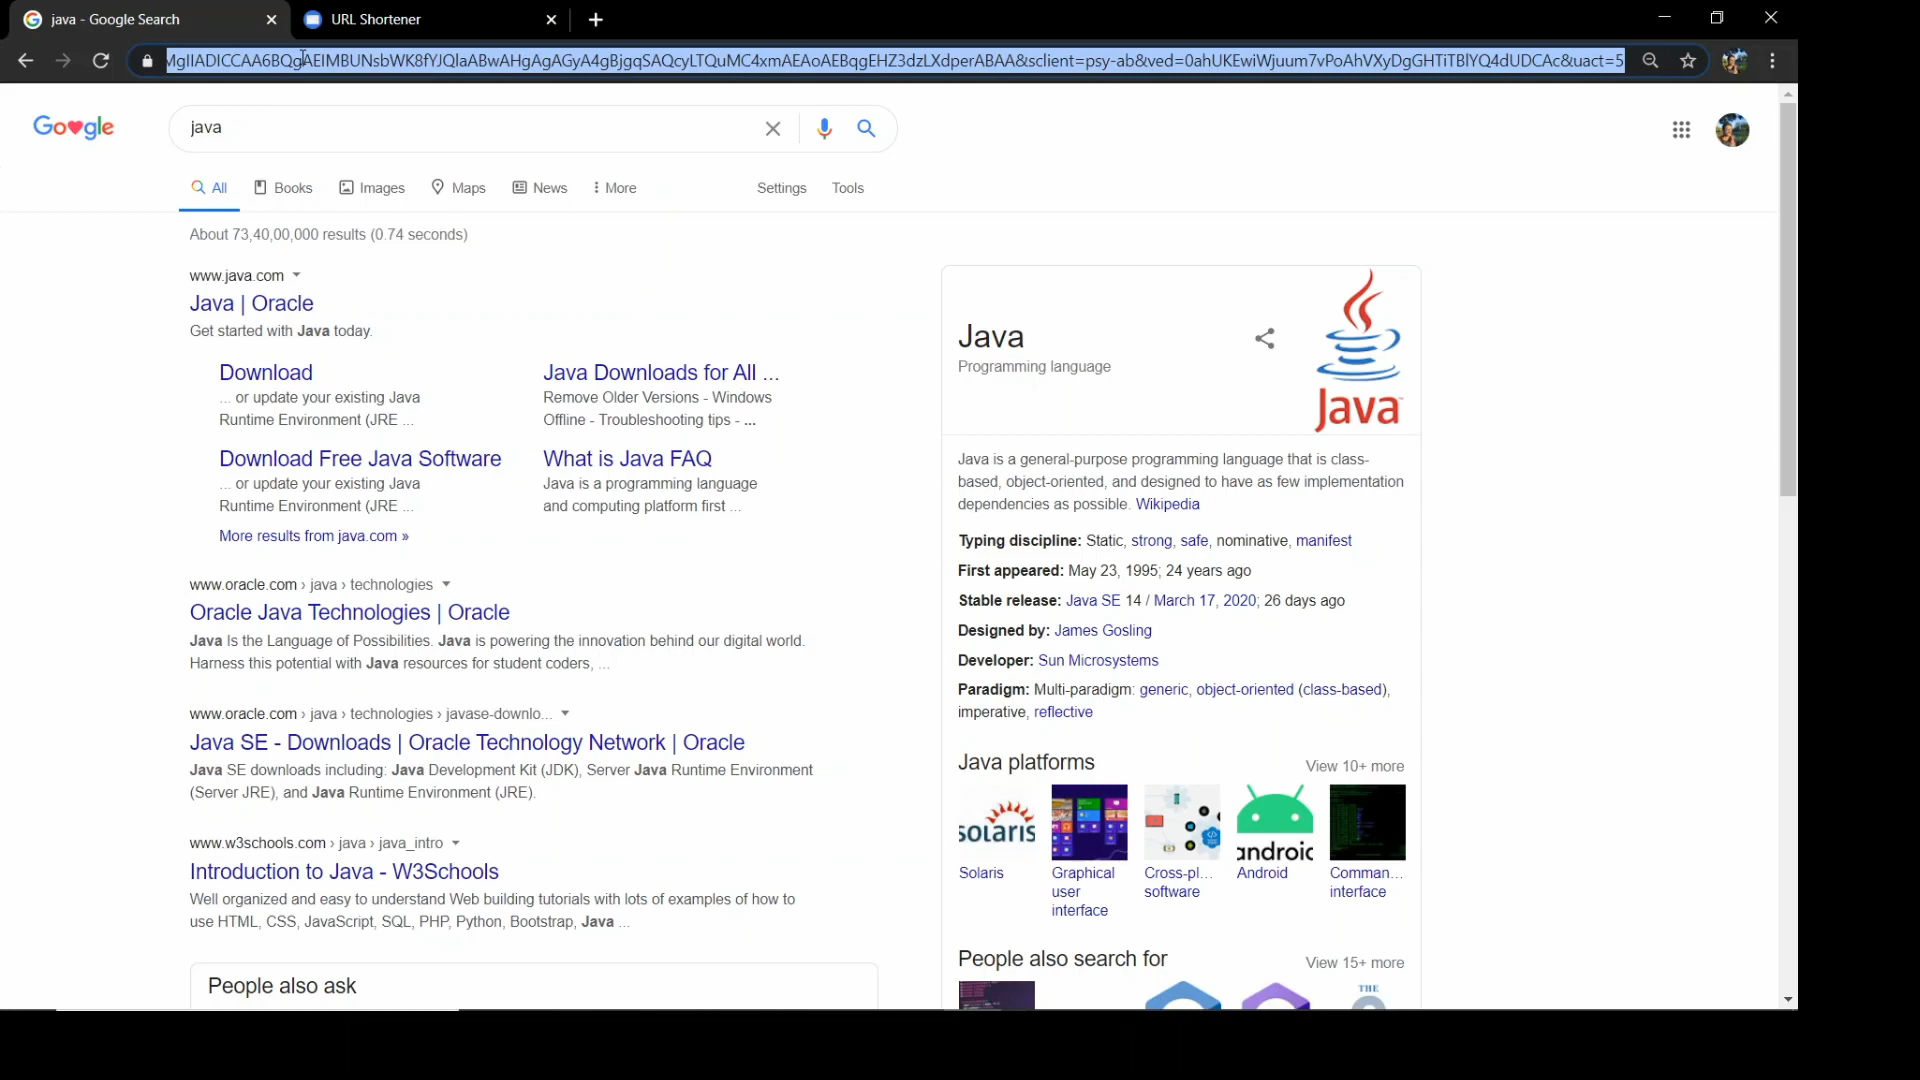 java - Google Search
URL Shortener
MgIIADICCAA6BQgAEIMBUNsbWK8fYJQlaABwAHgAgAGyA4gBjgqSAQcyLTQuMC4xmAEAoAEBqgEHZ3dzLXdperABAA&sclient=psy-ab&ved=0ahUKEwiWjuum7vPoAhVXyDgGHTiTBlYQ4dUDCAc&uact=5
Google
java
All
Books
Images
Maps
News
More
Settings
Tools
About 73,40,00,000 results (0.74 seconds)
www.java.com
Java | Oracle
Get started with Java today.
Download
... or update your existing Java
Runtime Environment (JRE ...
Java Downloads for All ...
Remove Older Versions - Windows
Offline - Troubleshooting tips - ...
Download Free Java Software
... or update your existing Java
Runtime Environment (JRE ...
What is Java FAQ
Java is a programming language
and computing platform first ...
More results from java.com »
www.oracle.com › java › technologies
Oracle Java Technologies | Oracle
Java Is the Language of Possibilities. Java is powering the innovation behind our digital world.
Harness this potential with Java resources for student coders, ...
www.oracle.com › java › technologies › javase-downlo...
Java SE - Downloads | Oracle Technology Network | Oracle
Java SE downloads including: Java Development Kit (JDK), Server Java Runtime Environment
(Server JRE), and Java Runtime Environment (JRE).
www.w3schools.com › java › java_intro
Introduction to Java - W3Schools
Well organized and easy to understand Web building tutorials with lots of examples of how to
use HTML, CSS, JavaScript, SQL, PHP, Python, Bootstrap, Java ...
People also ask
Java
Programming language
Java
Java is a general-purpose programming language that is class-
based, object-oriented, and designed to have as few implementation
dependencies as possible. Wikipedia
Typing discipline: Static, strong, safe, nominative, manifest
First appeared: May 23, 1995; 24 years ago
Stable release: Java SE 14 / March 17, 2020; 26 days ago
Designed by: James Gosling
Developer: Sun Microsystems
Paradigm: Multi-paradigm: generic, object-oriented (class-based),
imperative, reflective
Java platforms
View 10+ more
solaris
android
Solaris
Graphical
user
interface
Cross-pl...
software
Android
Comman...
interface
People also search for
View 15+ more
THE